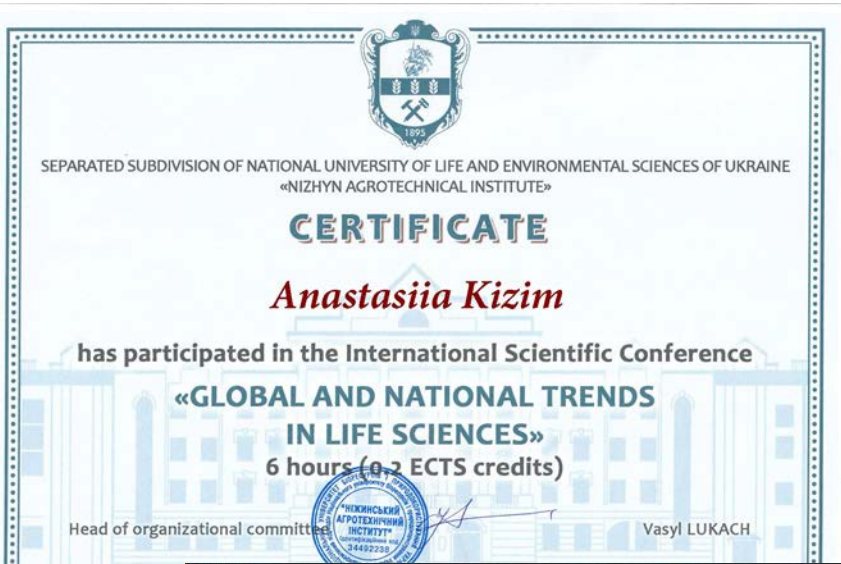 1895
SEPARATED SUBDIVISION OF NATIONAL UNIVERSITY OF LIFE AND ENVIRONMENTAL SCIENCES OF UKRAINE
«NIZHYN AGROTECHNICAL INSTITUTE»
CERTIFICATE
Anastasiia Kizim
has participated in the International Scientific Conference
«GLOBAL AND NATIONAL TRENDS
IN LIFE SCIENCES»
6 hours (0,2 ECTS credits)
"НІЖИНСЬКИЙ
АГРОТЕХНІЧНИЙ
ІНСТИТУТ"
Ідентифікаційний код
34492238
Head of organizational committee
Vasyl LUKACH